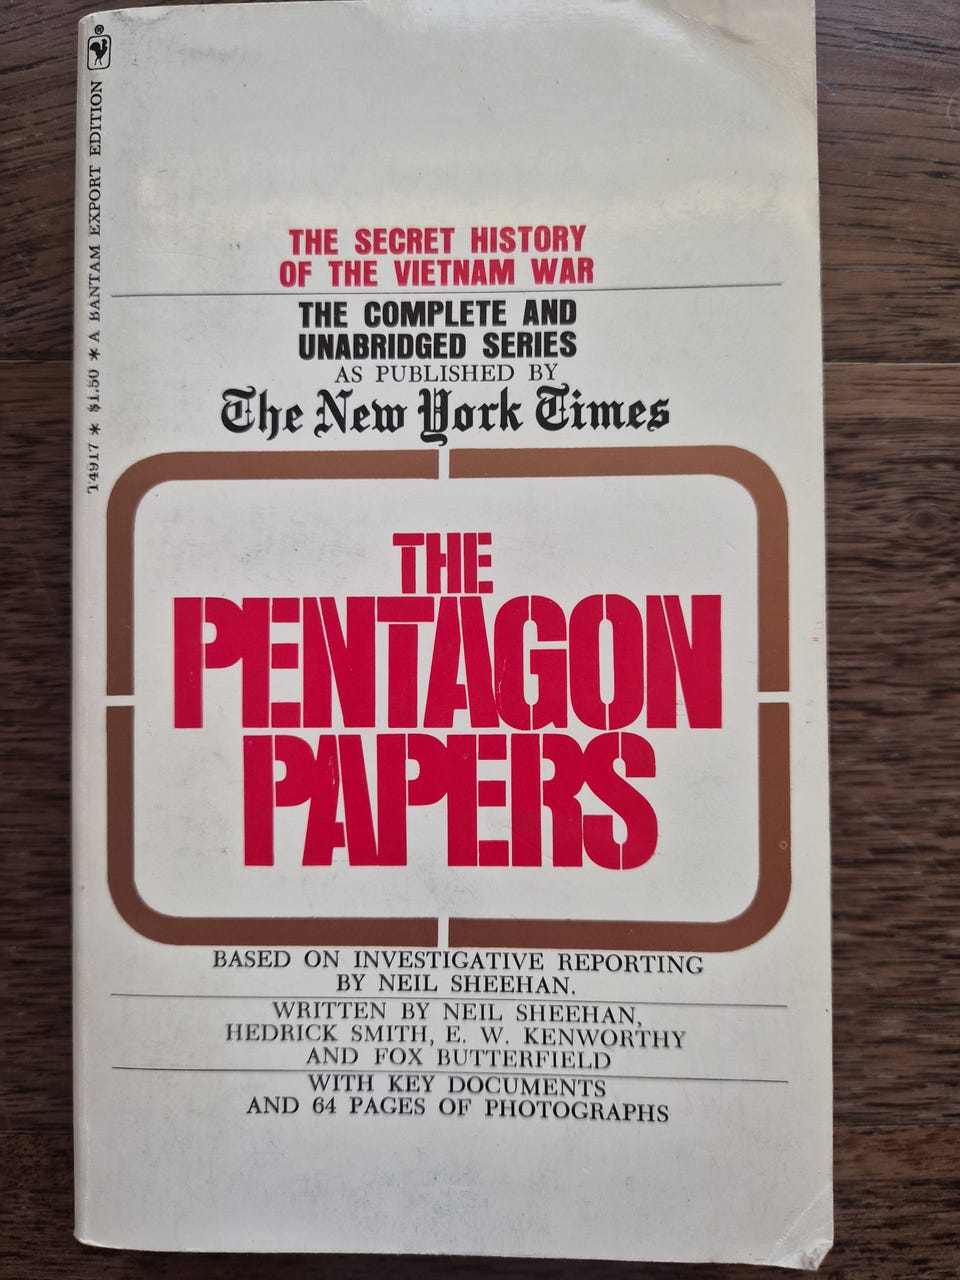 T4917 * $1.50 * A BANTAM EXPORT EDITION
THE SECRET HISTORY
OF THE VIETNAM WAR
THE COMPLETE AND
UNABRIDGED SERIES
AS PUBLISHED BY
The New York Times
THE
PENTAGON
PAPERS
BASED ON INVESTIGATIVE REPORTING
BY NEIL SHEEHAN.
WRITTEN BY NEIL SHEEHAN,
HEDRICK SMITH, E. W. KENWORTHY
AND FOX BUTTERFIELD
WITH KEY DOCUMENTS
AND 64 PAGES OF PHOTOGRAPHS